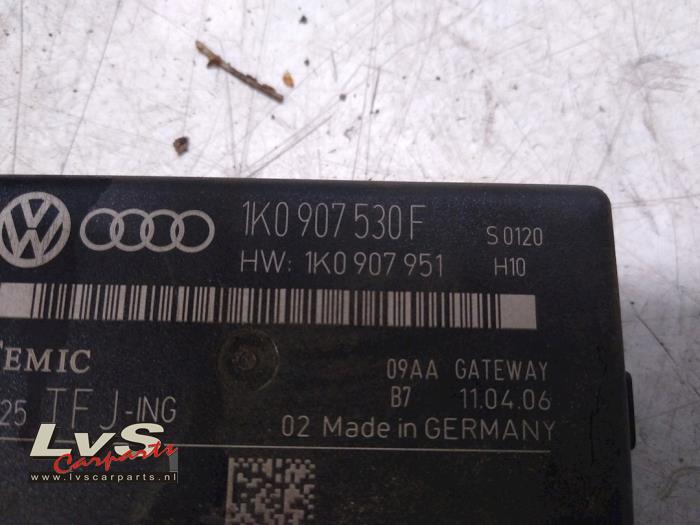 1K0 907 530 F
S 0120
HW: 1K0 907 951
H10
TEMIC
09AA GATEWAY
25 TFJ-ING
B7 11.04.06
02 Made in GERMANY
LvS
Carparts
www.lvscarparts.nl